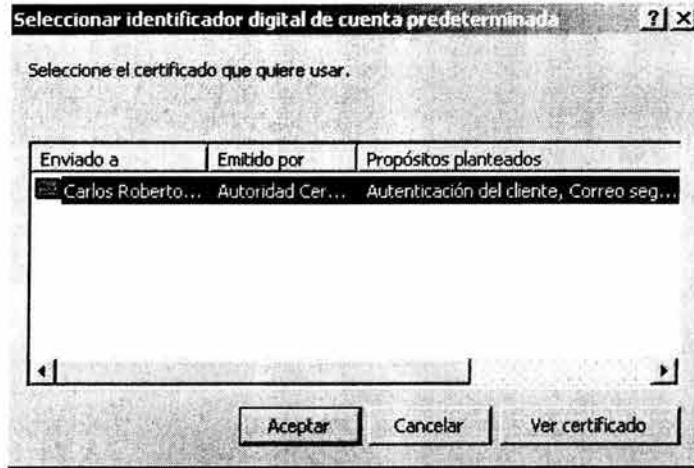 Seleccionar identificador digital de cuenta predeterminada
Seleccione el certificado que quiere usar.
Enviado a Emitido por Propósitos planteados
Carlos Roberto... Autoridad Cer... Autenticación del cliente, Correo seg...
Aceptar Cancelar Ver certificado